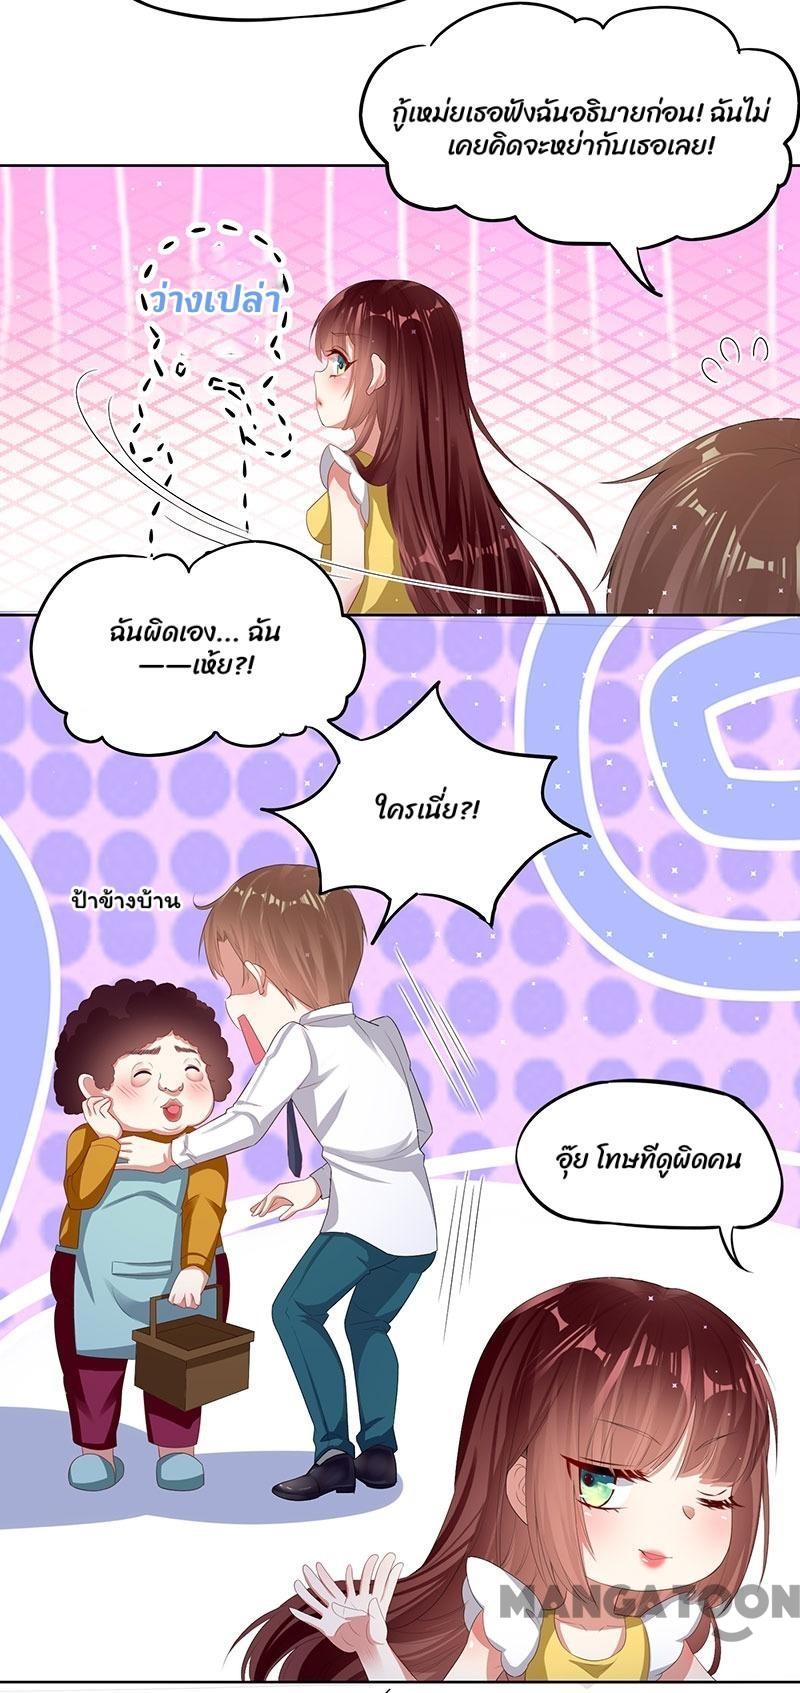 กู้เหม่ยเธอฟังฉันอธิบายก่อน! ฉันไม่
เคยคิดจะหย่ากับเธอเลย!
ว่างเปล่า
ฉันผิดเอง... ฉัน
——เห้ย?!
ใครเนี่ย?!
ป้าข้างบ้าน
อุ๊ย โทษทีดูผิดคน
MANGATOON